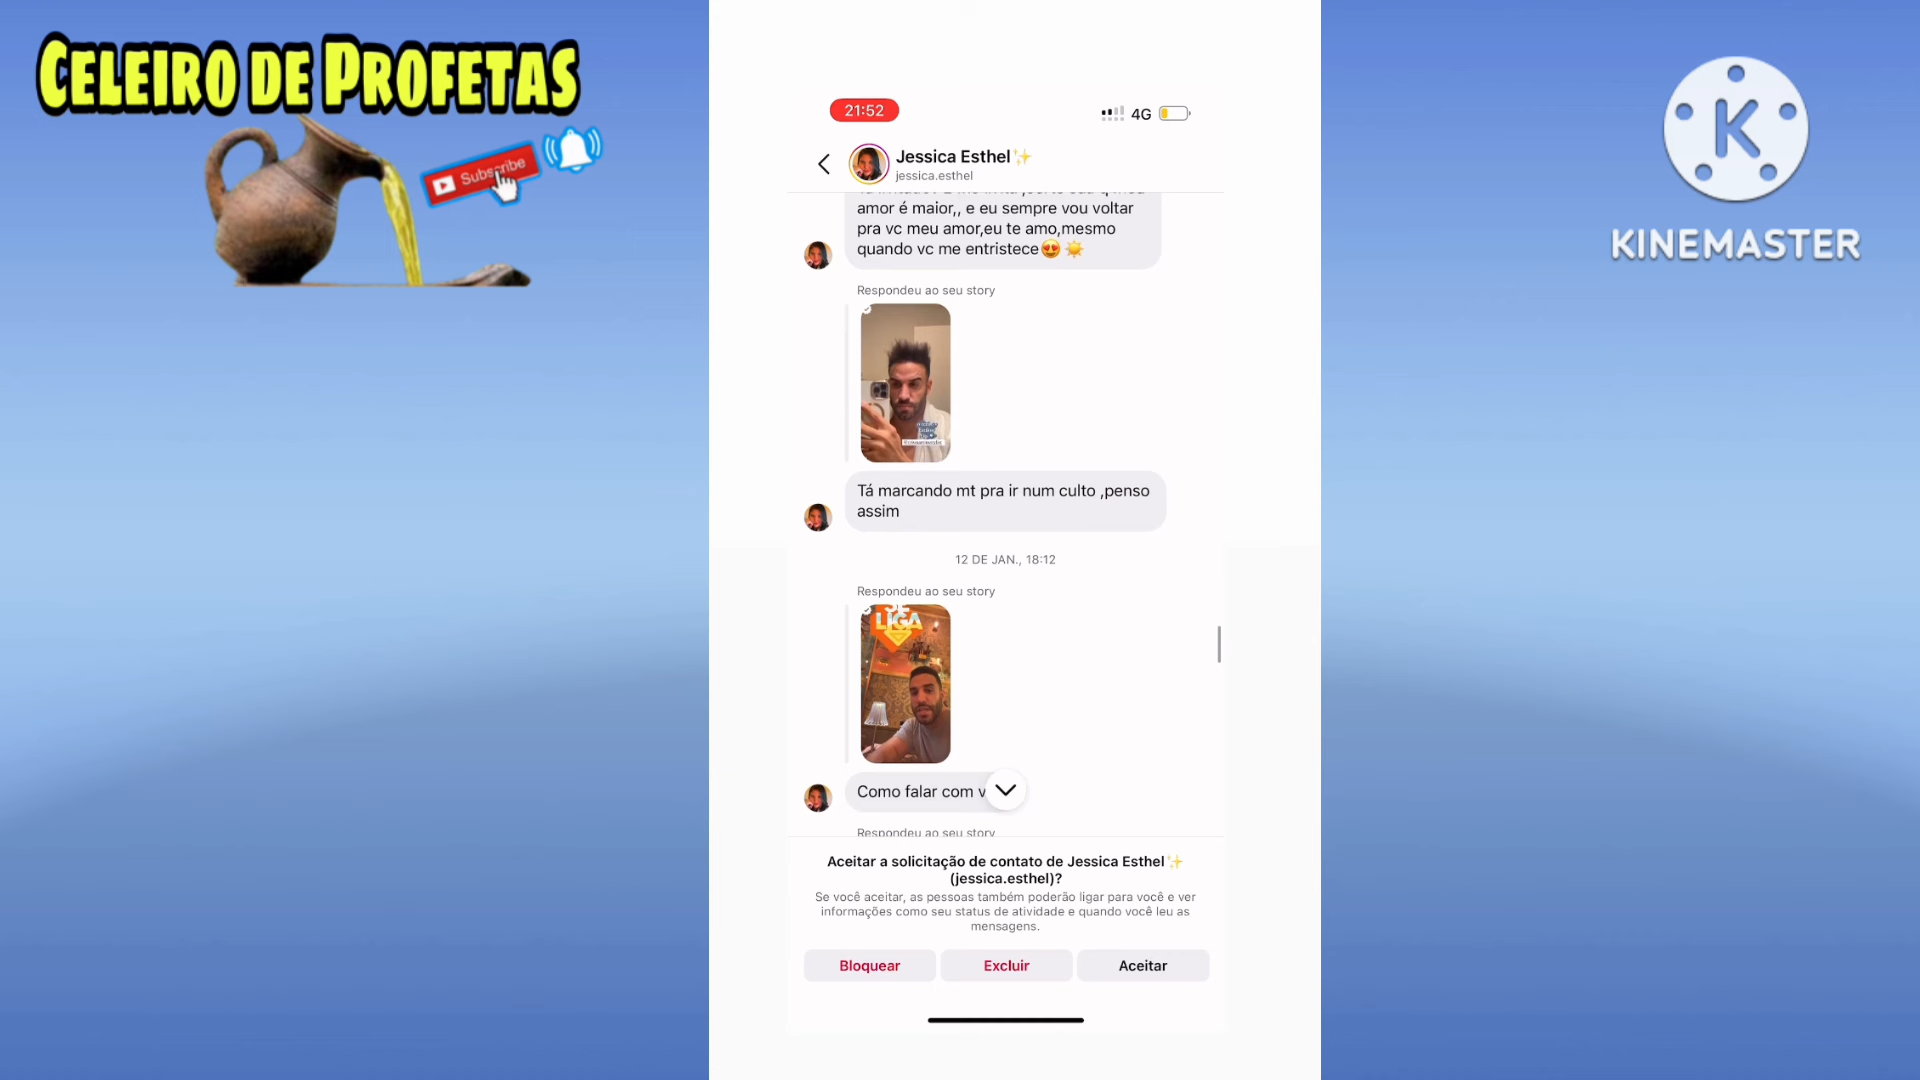 CELEIRO DE PROFETAS
Subscribe
K
KINEMASTER
21:52
4G
Jessica Esthel✨
jessica.esthel
amor é maior,, e eu sempre vou voltar
pra vc meu amor,eu te amo,mesmo
quando vc me entristece😍☀️
Respondeu ao seu story
Tá marcando mt pra ir num culto ,penso
assim
12 DE JAN., 18:12
Respondeu ao seu story
SE
LIGA
Como falar com v
Respondeu ao seu story
Aceitar a solicitação de contato de Jessica Esthel✨
(jessica.esthel)?
Se você aceitar, as pessoas também poderão ligar para você e ver
informações como seu status de atividade e quando você leu as
mensagens.
Bloquear
Excluir
Aceitar